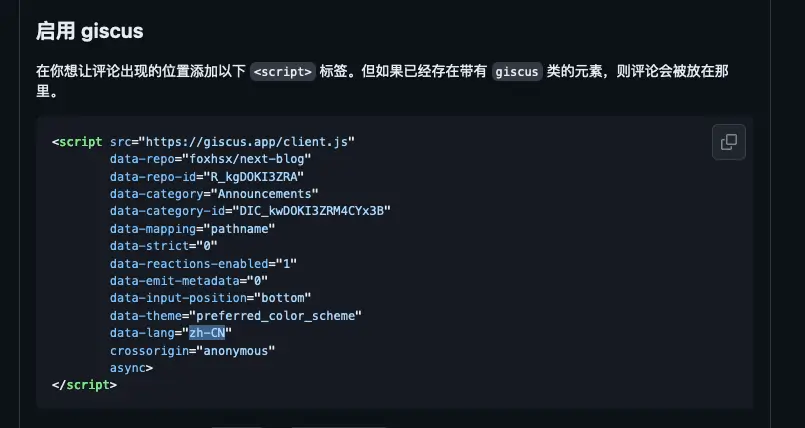 启用 giscus
在你想让评论出现的位置添加以下 <script> 标签。但如果已经存在带有 giscus 类的元素，则评论会被放在那
里。
<script src="https://giscus.app/client.js"
data-repo="foxhsx/next-blog"
data-repo-id="R_kgDOKI3ZRA"
data-category="Announcements"
data-category-id="DIC_kwDOKI3ZRM4CYx3B"
data-mapping="pathname"
data-strict="0"
data-reactions-enabled="1"
data-emit-metadata="0"
data-input-position="bottom"
data-theme="preferred_color_scheme"
data-lang="zh-CN"
crossorigin="anonymous"
async>
</script>